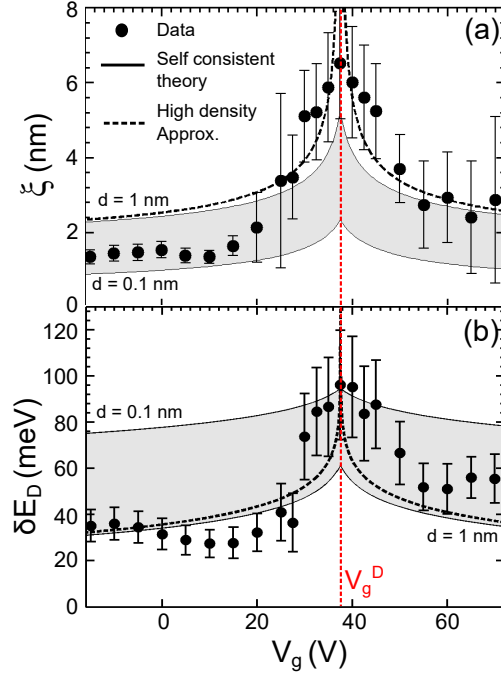 8
(a)
Data
Self consistent
theory
6
High density
Approx.
ξ (nm)
4
d = 1 nm
2
d = 0.1 nm
0
(b)
120
100
d = 0.1 nm
80
δE_D (meV)
60
40
d = 1 nm
20
V_g^D
0
0 20 40 60
V_g (V)